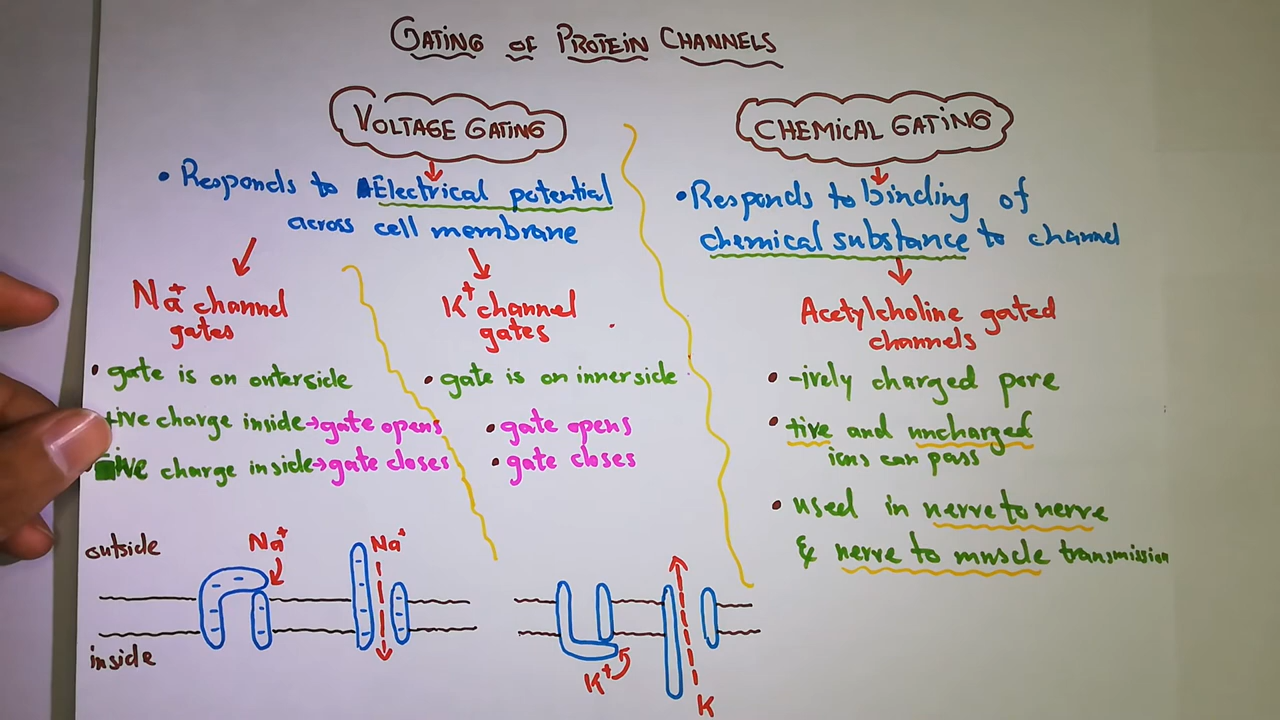 GATING OF PROTEIN CHANNELS
VOLTAGE GATING
• Responds to Electrical potential
across cell membrane
Na+ channel
gates
• gate is on outerside
+ive charge inside→gate opens
-ive charge inside→gate closes
K+ channel
gates
• gate is on innerside
• gate opens
• gate closes
outside
inside
Na+
Na+
K+
K
CHEMICAL GATING
• Responds to binding of
chemical substance to channel
Acetylcholine gated
channels
• -ively charged pore
• +ive and uncharged
ions can pass
• used in nerve to nerve
& nerve to muscle transmission